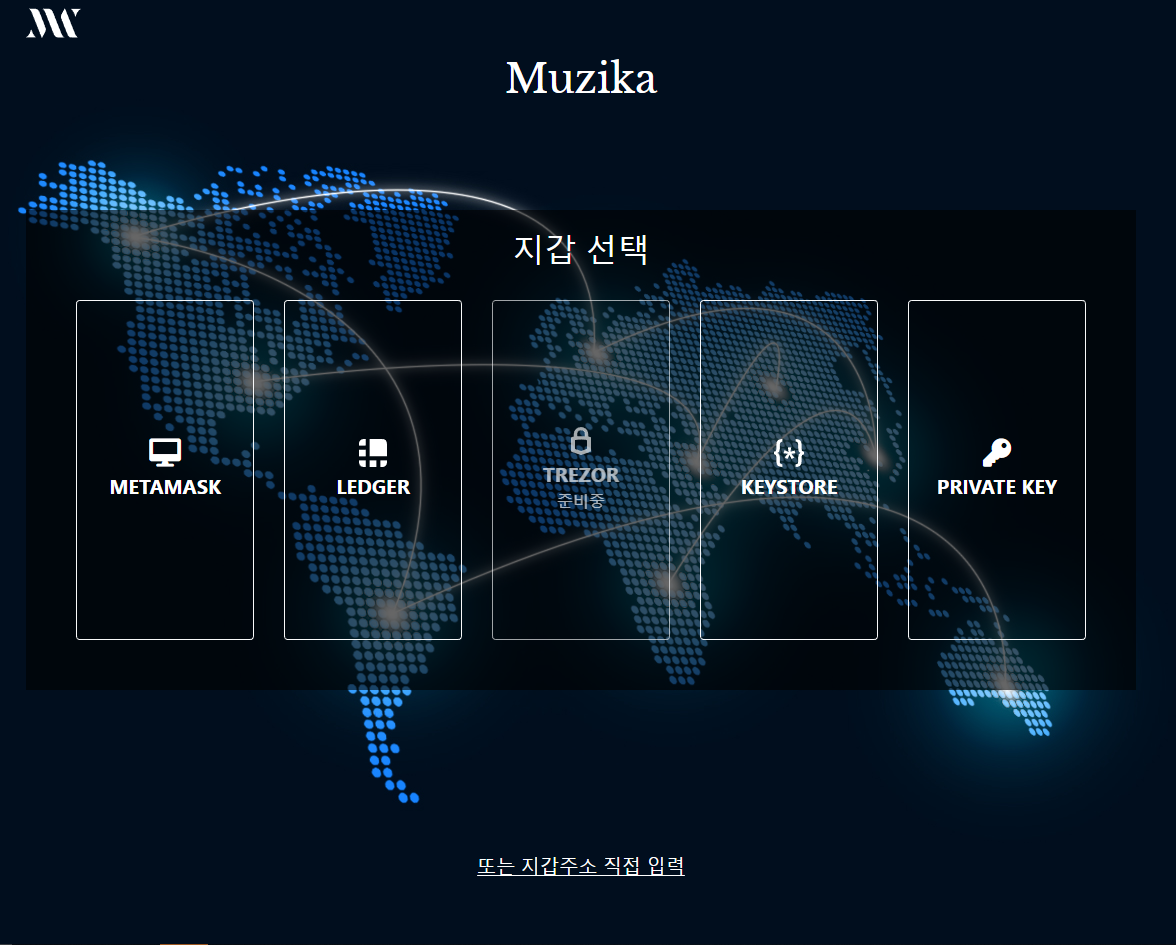 Muzika
지갑 선택
METAMASK
LEDGER
TREZOR
준비중
KEYSTORE
PRIVATE KEY
또는 지갑주소 직접 입력